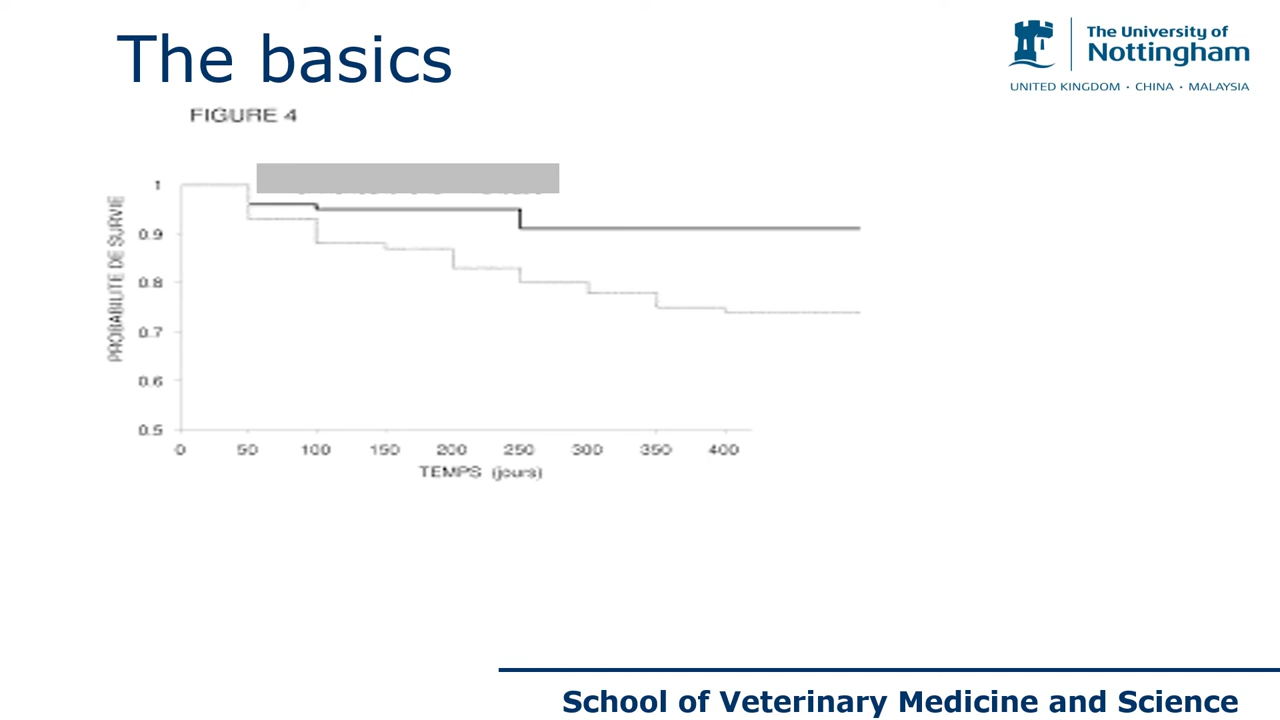 The basics
The University of
Nottingham
UNITED KINGDOM · CHINA · MALAYSIA
FIGURE 4
PROBABILITE DE SURVIE
1
0.9
0.8
0.7
0.6
0.5
0 50 100 150 200 250 300 350 400
TEMPS (jours)
School of Veterinary Medicine and Science